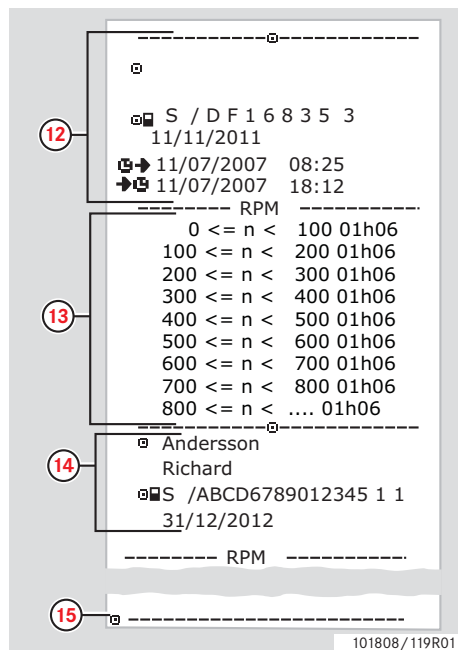 12
S / D F 1 6 8 3 5 3
11/11/2011
11/07/2007 08:25
11/07/2007 18:12
-------- RPM ----------
13
0 <= n < 100 01h06
100 <= n < 200 01h06
200 <= n < 300 01h06
300 <= n < 400 01h06
400 <= n < 500 01h06
500 <= n < 600 01h06
600 <= n < 700 01h06
700 <= n < 800 01h06
800 <= n < .... 01h06
14
Andersson
Richard
S /ABCD6789012345 1 1
31/12/2012
-------- RPM ----------
15
101808/119R01